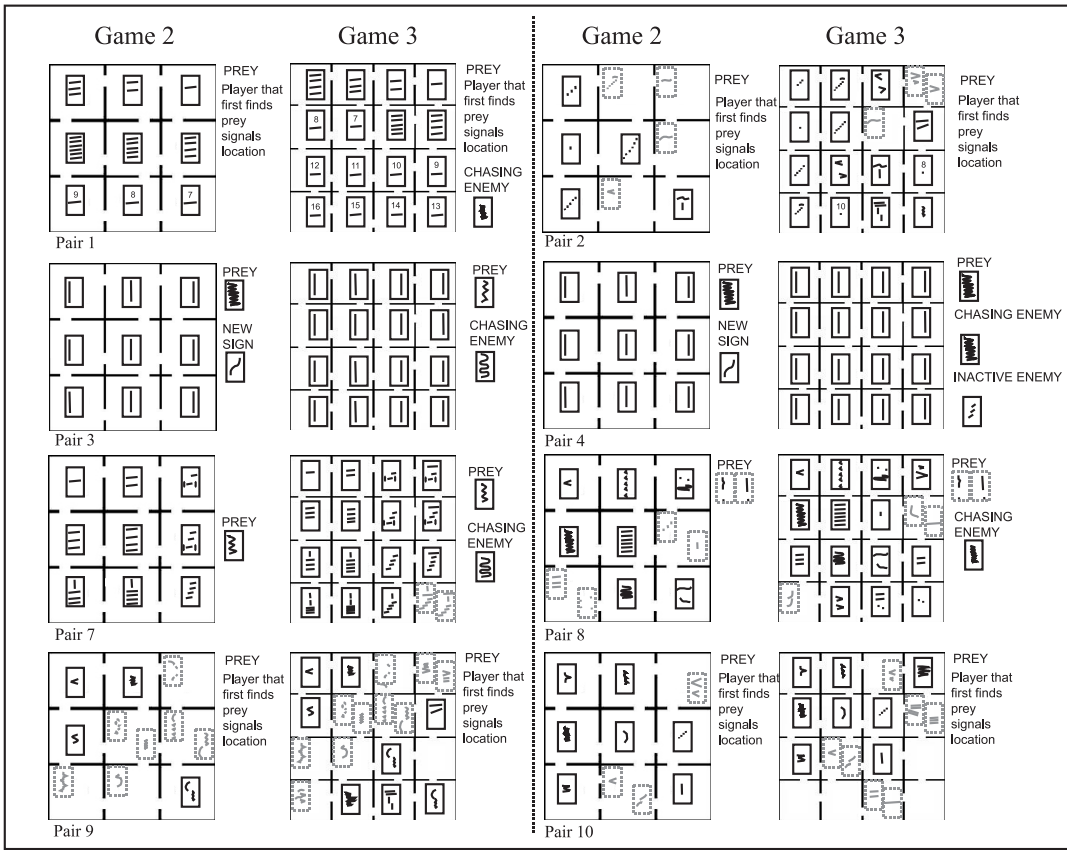 Game 2
Game 3
Game 2
Game 3
PREY
Player that
first finds
prey
signals
location
9
8
7
Pair 1
PREY
Player that
first finds
prey
signals
location
CHASING
ENEMY
8
7
12
11
10
9
16
15
14
13
PREY
Player that
first finds
prey
signals
location
Pair 2
PREY
Player that
first finds
prey
signals
location
8
10
PREY
NEW
SIGN
Pair 3
PREY
CHASING
ENEMY
PREY
NEW
SIGN
Pair 4
PREY
CHASING ENEMY
INACTIVE ENEMY
PREY
Pair 7
PREY
CHASING
ENEMY
PREY
Pair 8
PREY
CHASING
ENEMY
PREY
Player that
first finds
prey
signals
location
Pair 9
PREY
Player that
first finds
prey
signals
location
PREY
Player that
first finds
prey
signals
location
Pair 10
PREY
Player that
first finds
prey
signals
location